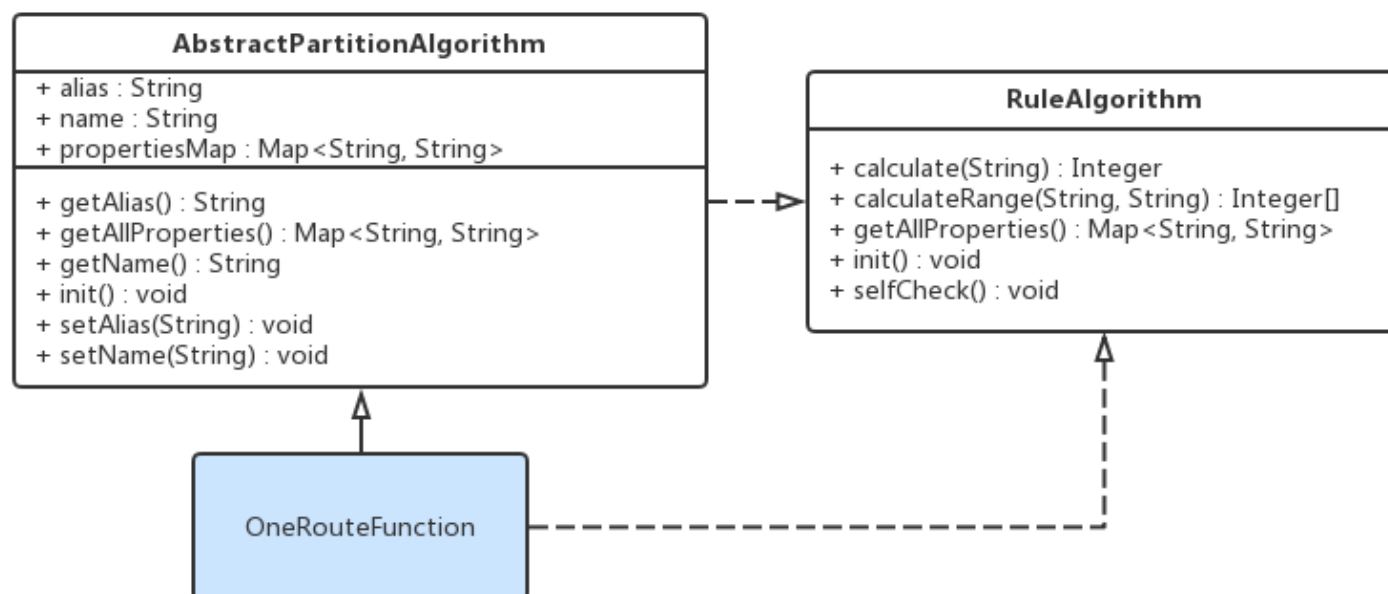 AbstractPartitionAlgorithm
+ alias : String
+ name : String
+ propertiesMap : Map<String, String>
+ getAlias() : String
+ getAllProperties() : Map<String, String>
+ getName() : String
+ init() : void
+ setAlias(String) : void
+ setName(String) : void
RuleAlgorithm
+ calculate(String) : Integer
+ calculateRange(String, String) : Integer[]
+ getAllProperties() : Map<String, String>
+ init() : void
+ selfCheck() : void
OneRouteFunction